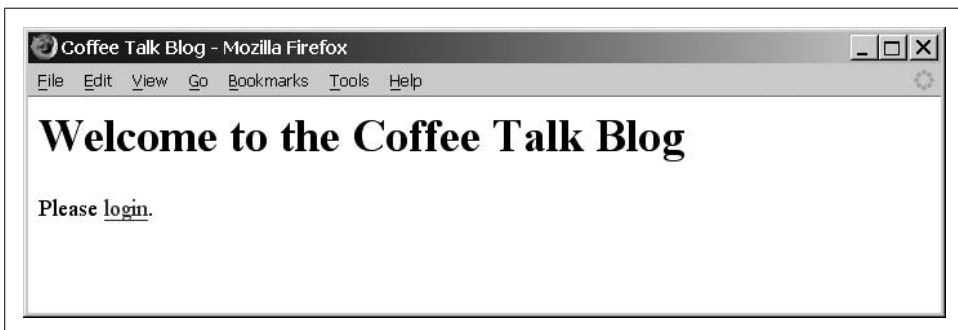 Coffee Talk Blog - Mozilla Firefox
File Edit View Go Bookmarks Tools Help
Welcome to the Coffee Talk Blog
Please login.